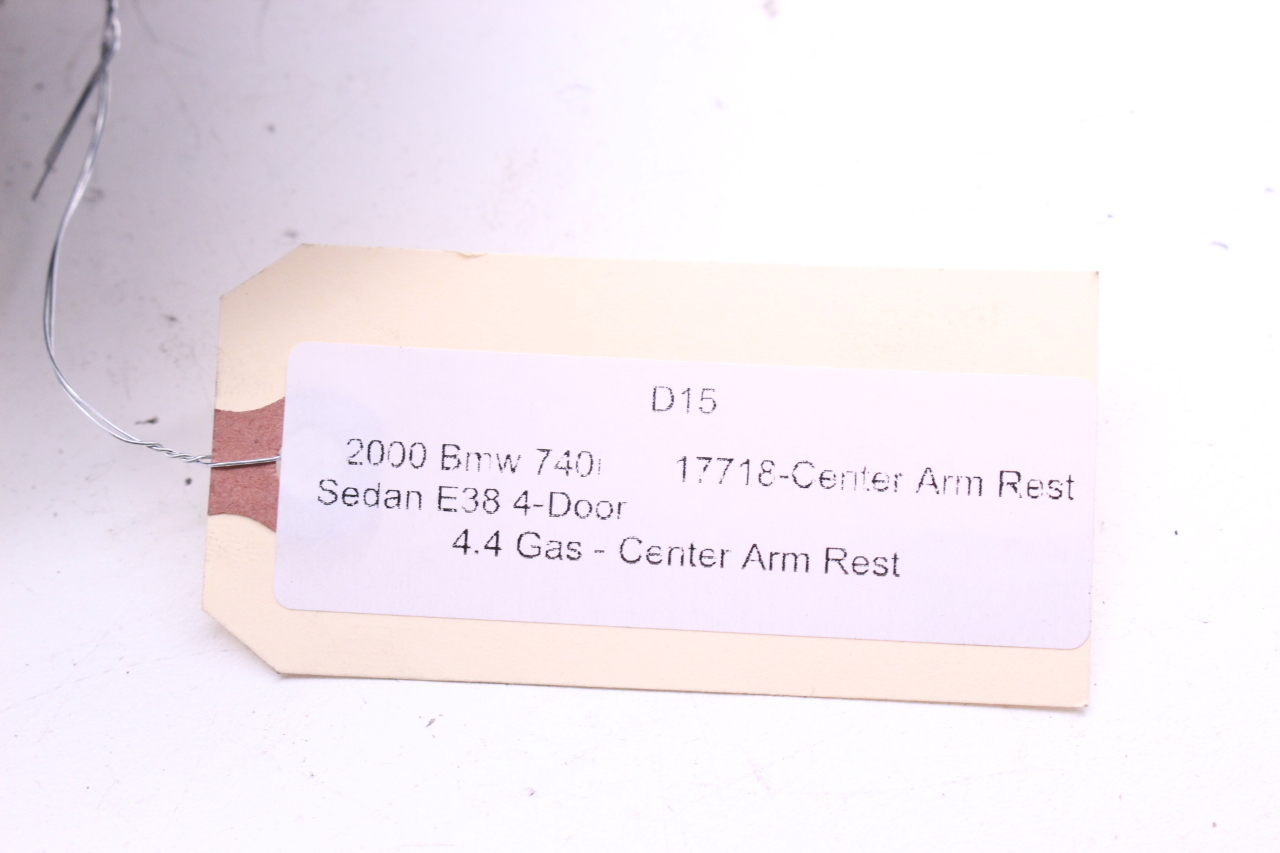 D15
2000 Bmw 740i 17718-Center Arm Rest
Sedan E38 4-Door
4.4 Gas - Center Arm Rest